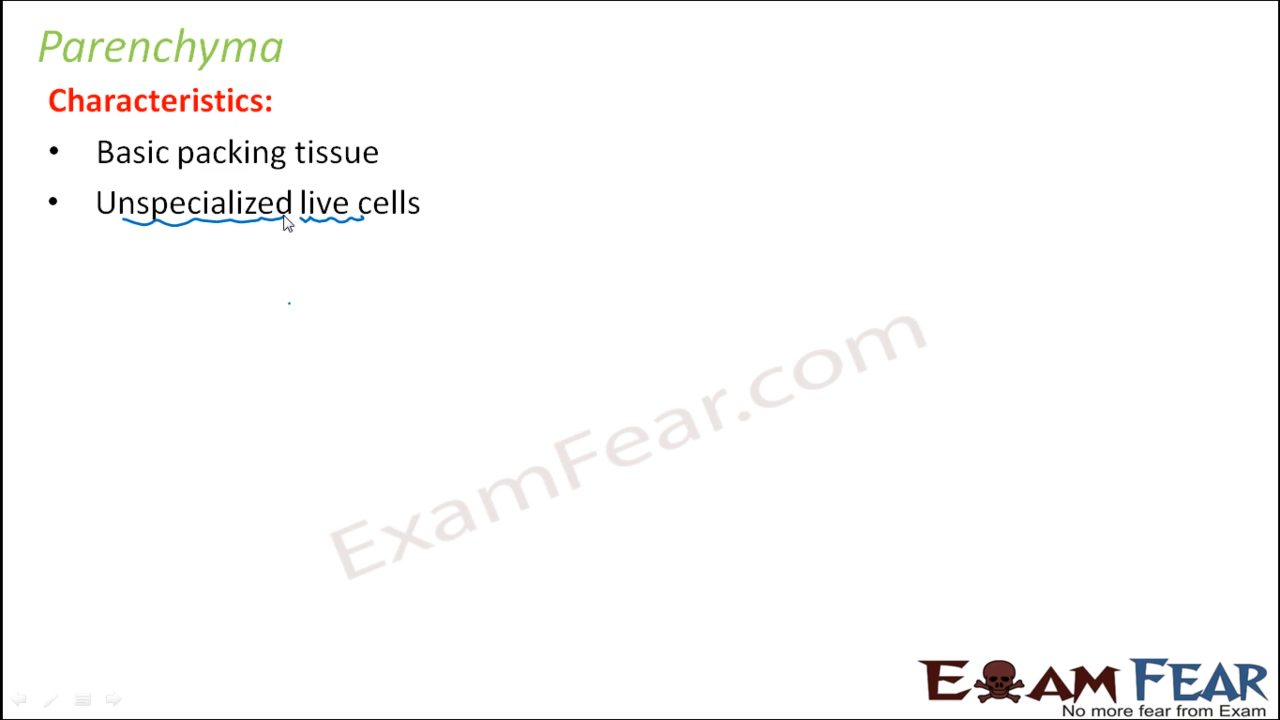 Parenchyma
Characteristics:
• Basic packing tissue
• Unspecialized live cells
ExamFear.com
EXAM FEAR
No more fear from Exam